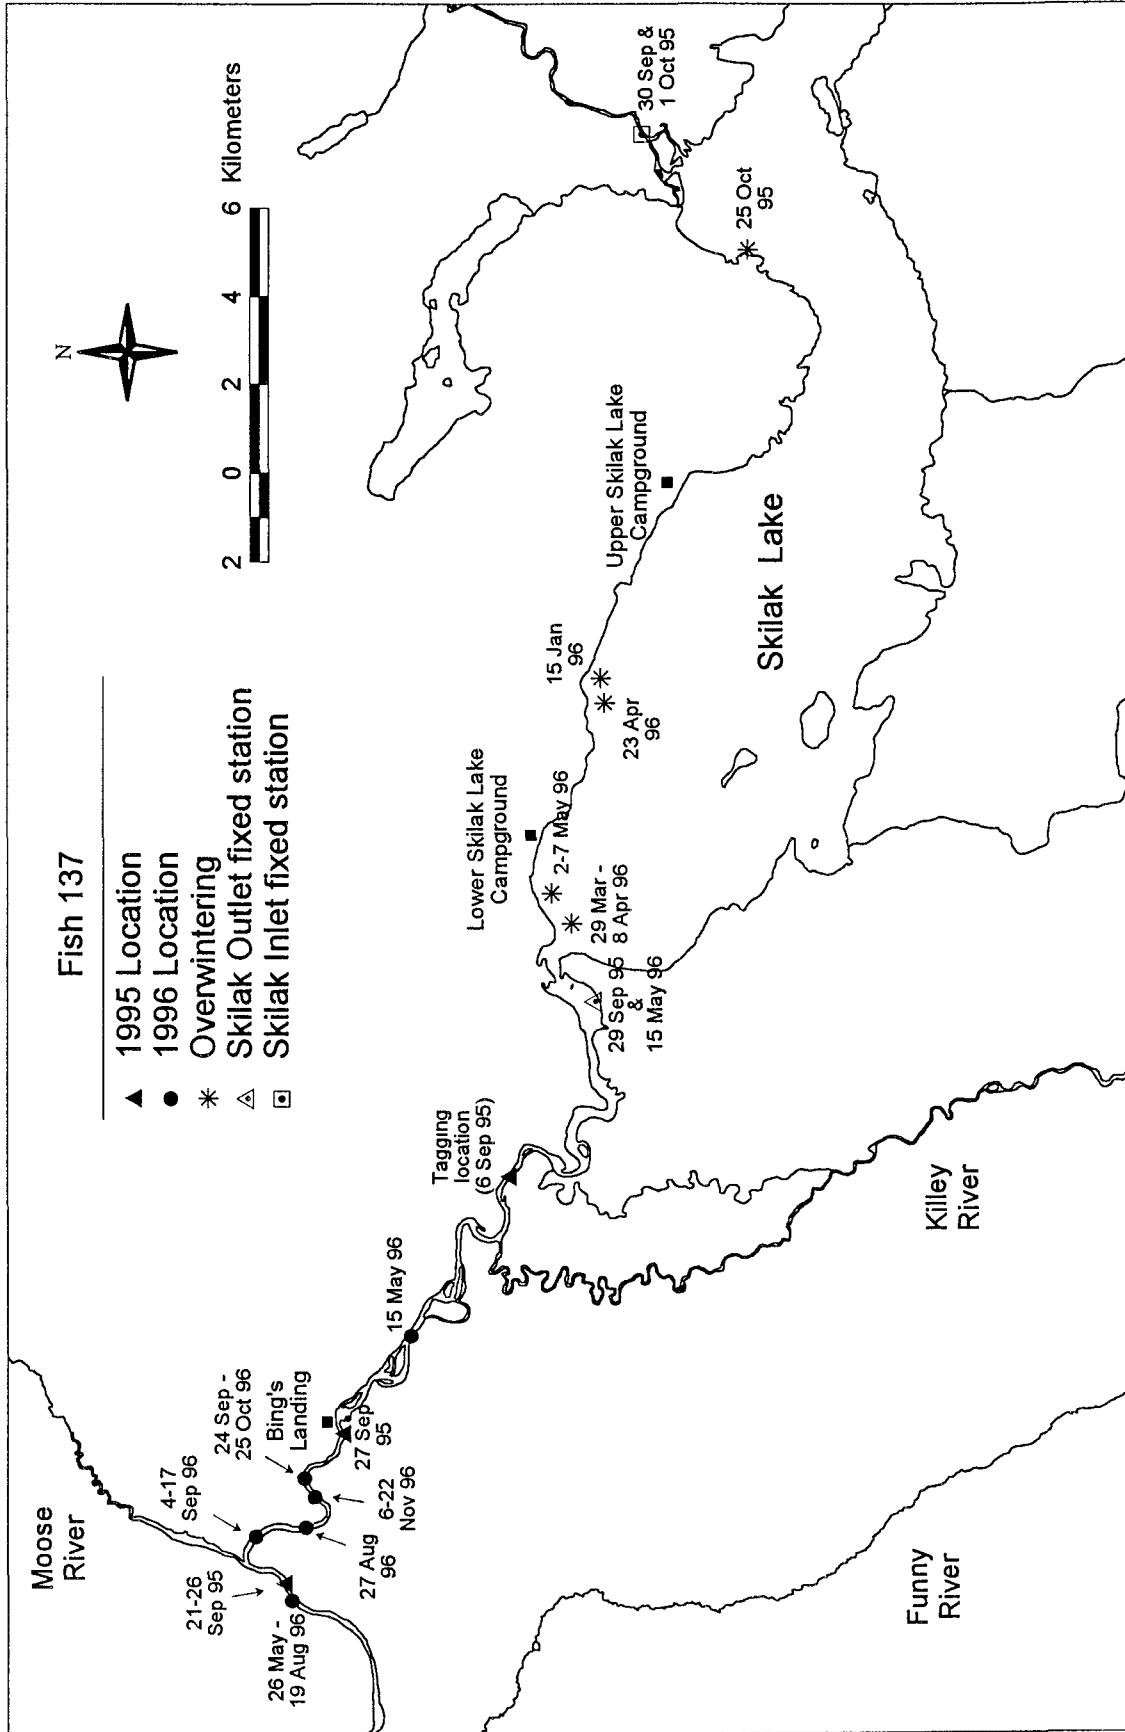 Fish 137
1995 Location
1996 Location
Overwintering
Skilak Outlet fixed station
Skilak Inlet fixed station
N
2 0 2 4 6 Kilometers
Moose
River
4-17
Sep 96
24 Sep -
25 Oct 96
Bing's
Landing
15 May 96
21-26
Sep 95
26 May -
19 Aug 96
27 Aug
96
6-22
Nov 96
27 Sep
95
Tagging
location
(6 Sep 95)
Lower Skilak Lake
Campground
2-7 May 96
29 Mar -
8 Apr 96
29 Sep 95
&
15 May 96
15 Jan
96
23 Apr
96
Upper Skilak Lake
Campground
Skilak Lake
30 Sep &
1 Oct 95
25 Oct
95
Funny
River
Killey
River